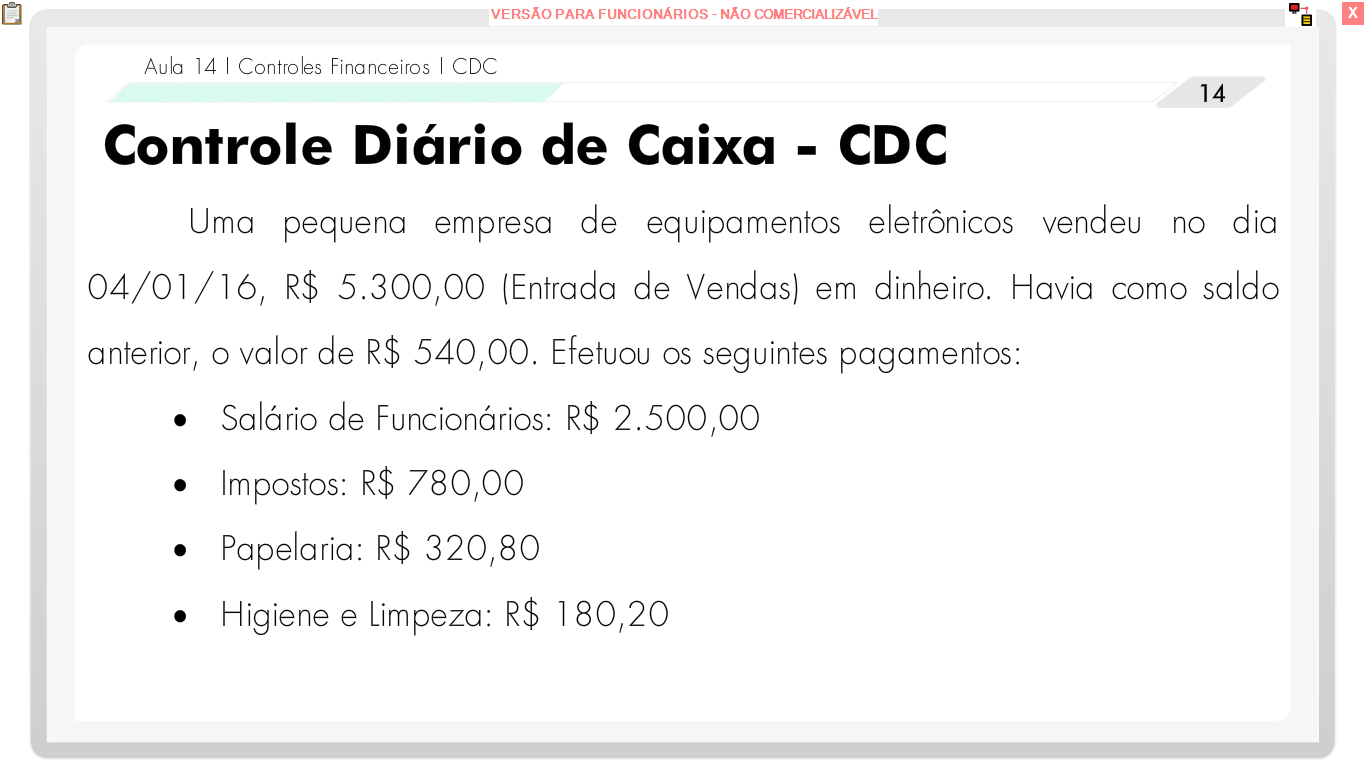 VERSÃO PARA FUNCIONÁRIOS - NÃO COMERCIALIZÁVEL
X
Aula 14 | Controles Financeiros | CDC
14
Controle Diário de Caixa - CDC
Uma pequena empresa de equipamentos eletrônicos vendeu no dia
04/01/16, R$ 5.300,00 (Entrada de Vendas) em dinheiro. Havia como saldo
anterior, o valor de R$ 540,00. Efetuou os seguintes pagamentos:
• Salário de Funcionários: R$ 2.500,00
• Impostos: R$ 780,00
• Papelaria: R$ 320,80
• Higiene e Limpeza: R$ 180,20